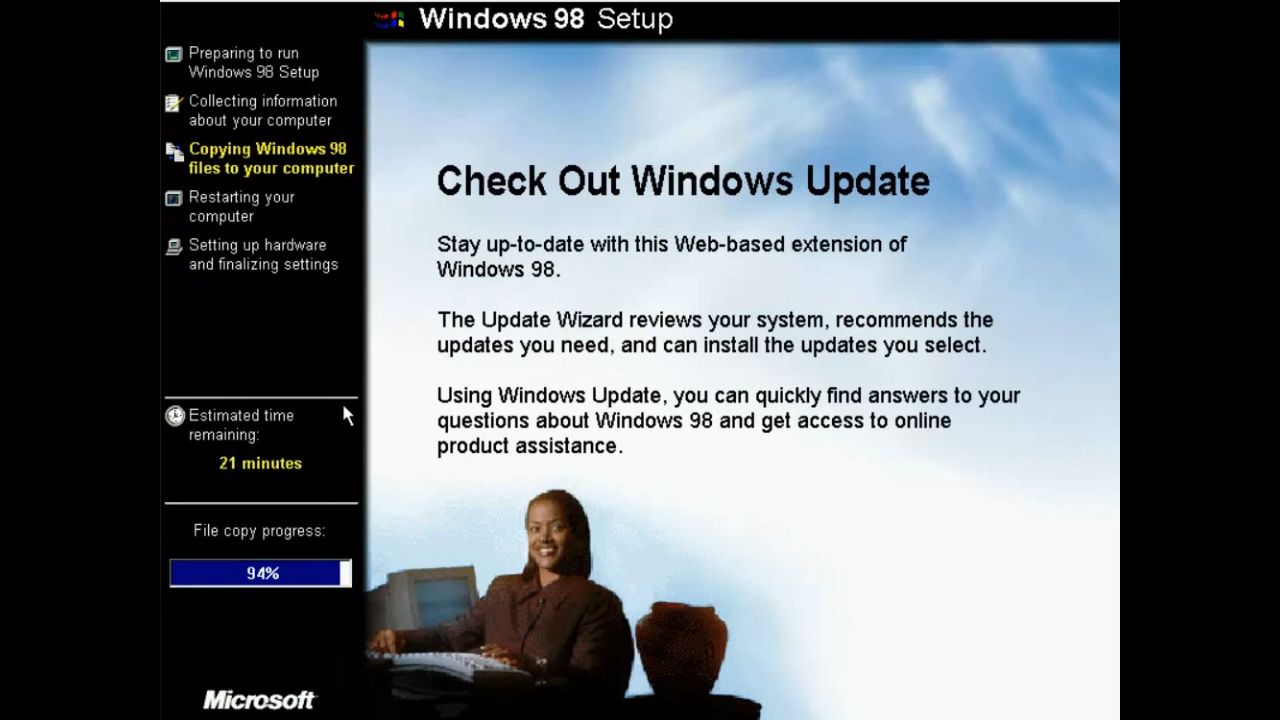 Windows 98 Setup
Preparing to run
Windows 98 Setup
Collecting information
about your computer
Copying Windows 98
files to your computer
Restarting your
computer
Setting up hardware
and finalizing settings
Estimated time
remaining:
21 minutes
File copy progress:
94%
Microsoft
Check Out Windows Update
Stay up-to-date with this Web-based extension of
Windows 98.
The Update Wizard reviews your system, recommends the
updates you need, and can install the updates you select.
Using Windows Update, you can quickly find answers to your
questions about Windows 98 and get access to online
product assistance.